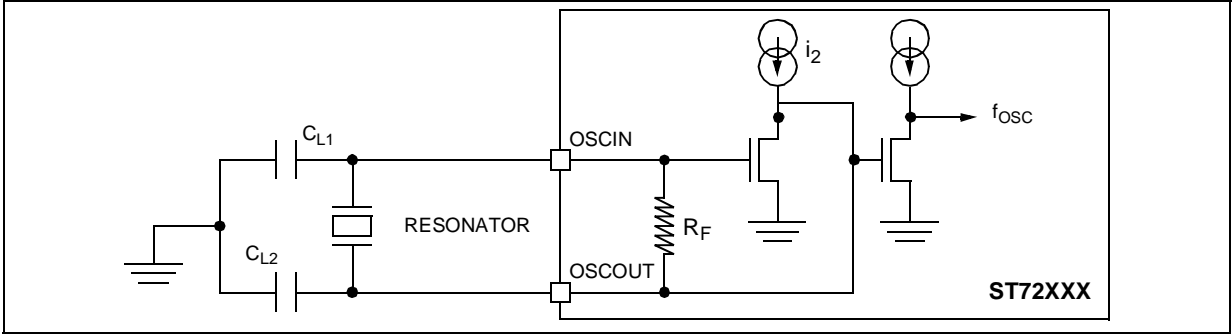 i2
fOSC
CL1
OSCIN
RESONATOR
RF
CL2
OSCOUT
ST72XXX